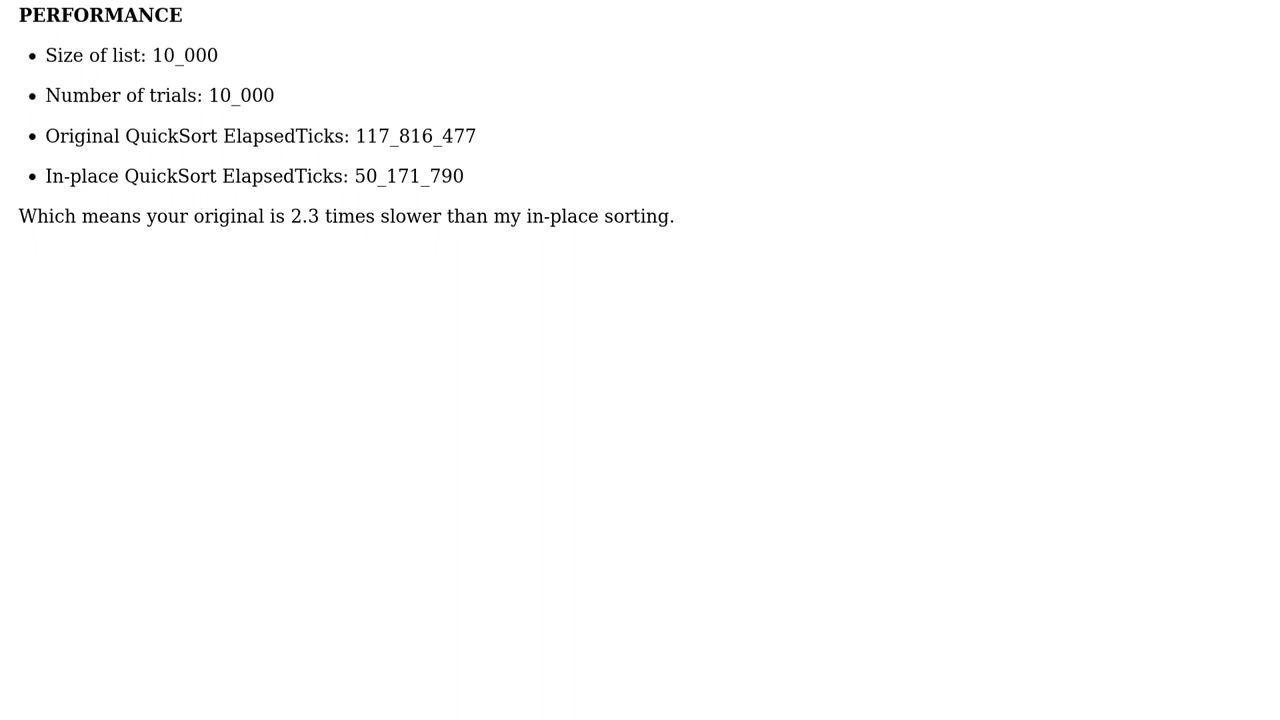 PERFORMANCE
• Size of list: 10_000
• Number of trials: 10_000
• Original QuickSort ElapsedTicks: 117_816_477
• In-place QuickSort ElapsedTicks: 50_171_790
Which means your original is 2.3 times slower than my in-place sorting.